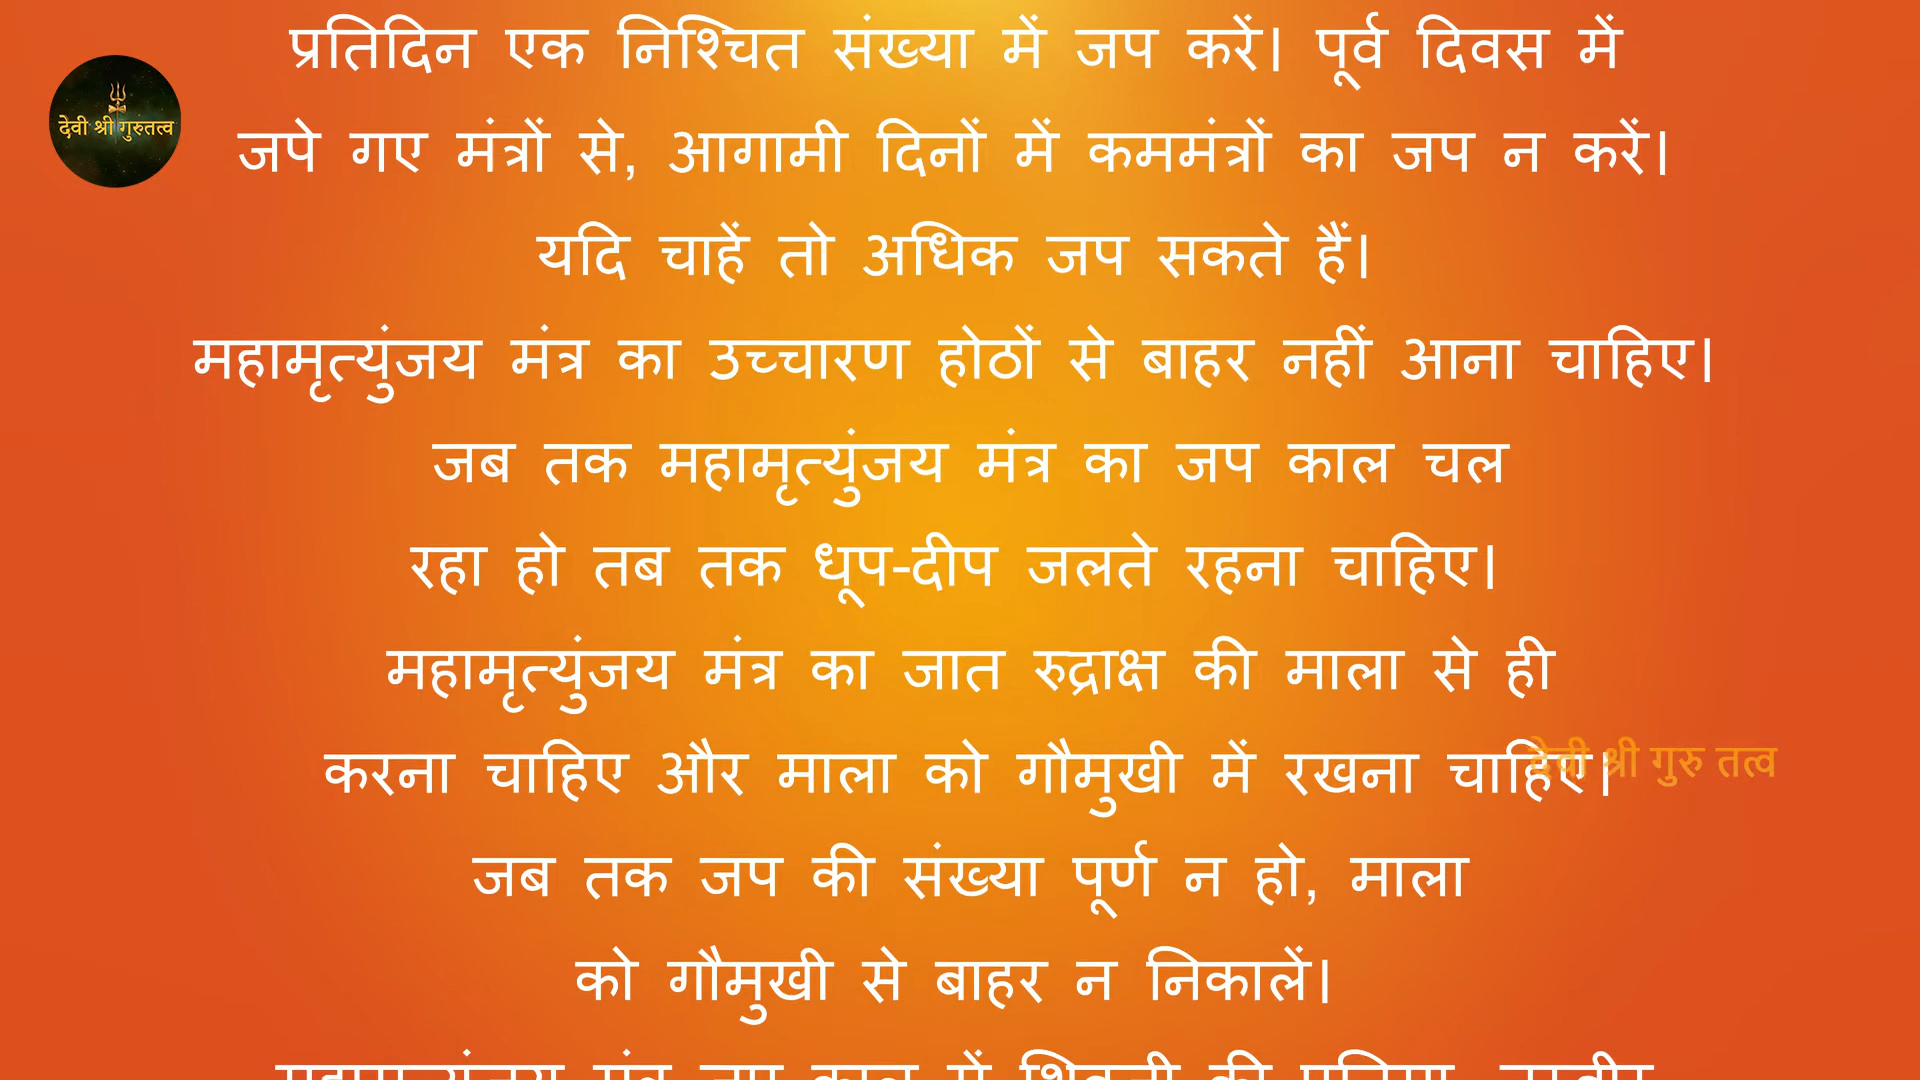 प्रतिदिन एक निश्चित संख्या में जप करें। पूर्व दिवस में
देवी श्री गुरुतत्व
जपे गए मंत्रों से, आगामी दिनों में कममंत्रों का जप न करें।
यदि चाहें तो अधिक जप सकते हैं।
महामृत्युंजय मंत्र का उच्चारण होठों से बाहर नहीं आना चाहिए।
जब तक महामृत्युंजय मंत्र का जप काल चल
रहा हो तब तक धूप-दीप जलते रहना चाहिए।
महामृत्युंजय मंत्र का जात रुद्राक्ष की माला से ही
करना चाहिए और माला को गौमुखी में रखना चाहिए।
देवी श्री गुरु तत्व
जब तक जप की संख्या पूर्ण न हो, माला
को गौमुखी से बाहर न निकालें।